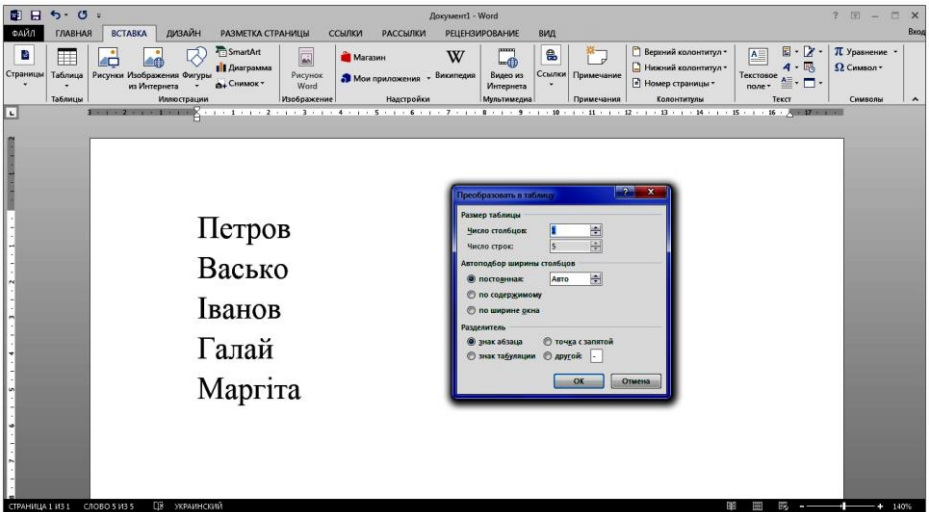 Документ1 - Word
ФАЙЛ ГЛАВНАЯ ВСТАВКА ДИЗАЙН РАЗМЕТКА СТРАНИЦЫ ССЫЛКИ РАССЫЛКИ РЕЦЕНЗИРОВАНИЕ ВИД Вход
Страницы
Таблица
Таблицы
Рисунки
Изображения из Интернета
Фигуры
SmartArt
Диаграмма
Снимок
Иллюстрации
Рисунок Word
Изображение
Магазин
Мои приложения
Википедия
Надстройки
Видео из Интернета
Мультимедиа
Ссылки
Примечание
Примечания
Верхний колонтитул
Нижний колонтитул
Номер страницы
Колонтитулы
Текстовое поле
Текст
Уравнение
Символ
Символы
Петров
Васько
Іванов
Галай
Маргіта
Преобразовать в таблицу
Размер таблицы
Число столбцов: 1
Число строк: 5
Автоподбор ширины столбцов
постоянная: Авто
по содержимому
по ширине окна
Разделитель
знак абзаца точка с запятой
знак табуляции другой: -
ОК Отмена
СТРАНИЦА 1 ИЗ 1 СЛОВО 5 ИЗ 5 УКРАИНСКИЙ 140%